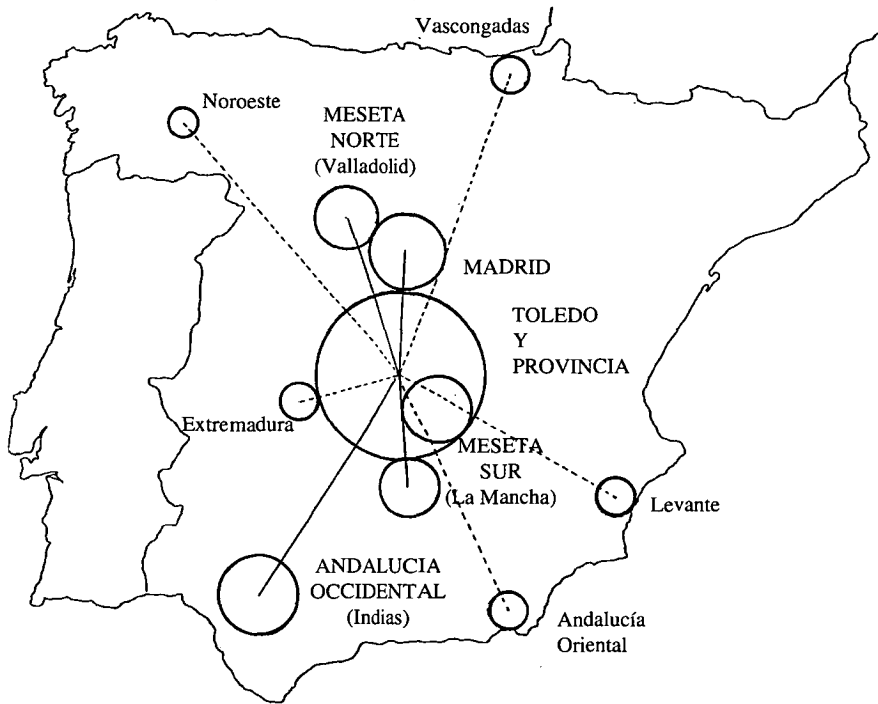 Vascongadas
Noroeste
MESETA
NORTE
(Valladolid)
MADRID
TOLEDO
Y
PROVINCIA
Extremadura
MESETA
SUR
(La Mancha)
Levante
ANDALUCIA
OCCIDENTAL
(Indias)
Andalucía
Oriental